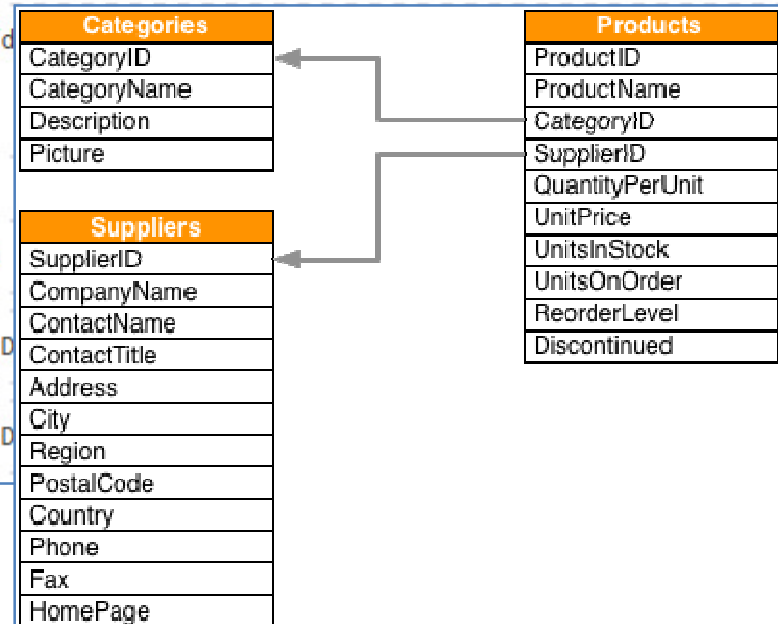 Categories
CategoryID
CategoryName
Description
Picture
Products
ProductID
ProductName
CategoryID
SupplierID
QuantityPerUnit
UnitPrice
UnitsInStock
UnitsOnOrder
ReorderLevel
Discontinued
Suppliers
SupplierID
CompanyName
ContactName
ContactTitle
Address
City
Region
PostalCode
Country
Phone
Fax
HomePage
d
D
D